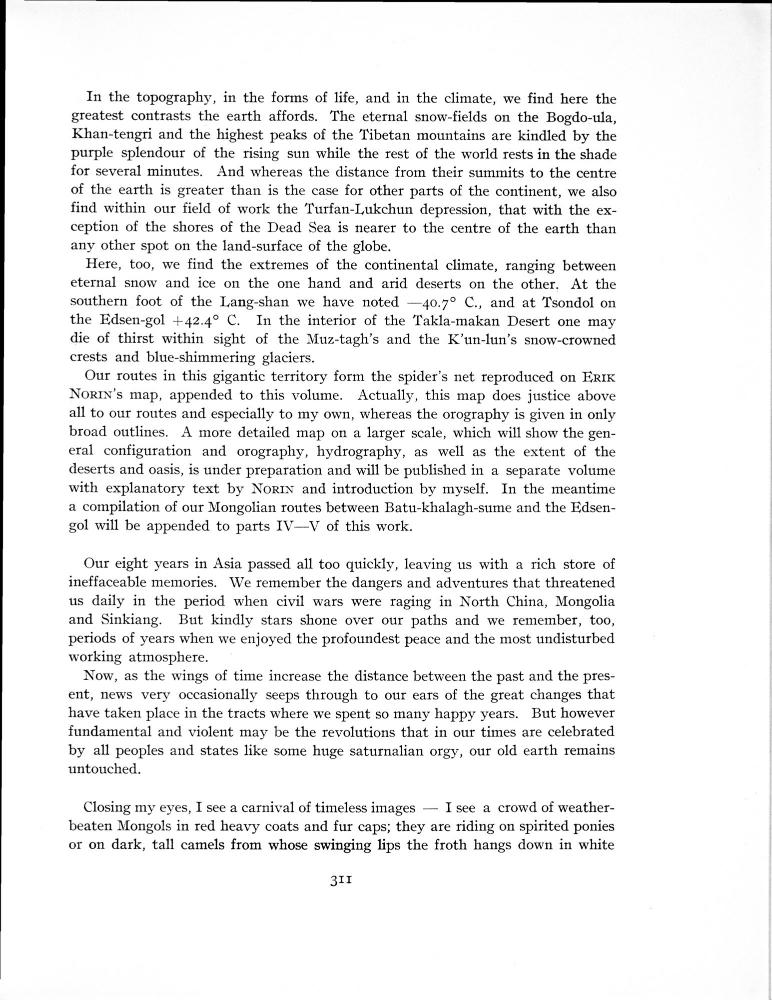 In the topography, in the forms of life, and in the climate, we find here the
greatest contrasts the earth affords. The eternal snow-fields on the Bogdo-ula,
Khan-tengri and the highest peaks of the Tibetan mountains are kindled by the
purple splendour of the rising sun while the rest of the world rests in the shade
for several minutes. And whereas the distance from their summits to the centre
of the earth is greater than is the case for other parts of the continent, we also
find within our field of work the Turfan-Lukchun depression, that with the ex-
ception of the shores of the Dead Sea is nearer to the centre of the earth than
any other spot on the land-surface of the globe.
Here, too, we find the extremes of the continental climate, ranging between
eternal snow and ice on the one hand and arid deserts on the other. At the
southern foot of the Lang-shan we have noted —40.7° C., and at Tsondol on
the Edsen-gol +42.4° C. In the interior of the Takla-makan Desert one may
die of thirst within sight of the Muz-tagh's and the K'un-lun's snow-crowned
crests and blue-shimmering glaciers.
Our routes in this gigantic territory form the spider's net reproduced on ERIK
NORIN's map, appended to this volume. Actually, this map does justice above
all to our routes and especially to my own, whereas the orography is given in only
broad outlines. A more detailed map on a larger scale, which will show the gen-
eral configuration and orography, hydrography, as well as the extent of the
deserts and oasis, is under preparation and will be published in a separate volume
with explanatory text by NORIN and introduction by myself. In the meantime
a compilation of our Mongolian routes between Batu-khalagh-sume and the Edsen-
gol will be appended to parts IV—V of this work.
Our eight years in Asia passed all too quickly, leaving us with a rich store of
ineffaceable memories. We remember the dangers and adventures that threatened
us daily in the period when civil wars were raging in North China, Mongolia
and Sinkiang. But kindly stars shone over our paths and we remember, too,
periods of years when we enjoyed the profoundest peace and the most undisturbed
working atmosphere.
Now, as the wings of time increase the distance between the past and the pres-
ent, news very occasionally seeps through to our ears of the great changes that
have taken place in the tracts where we spent so many happy years. But however
fundamental and violent may be the revolutions that in our times are celebrated
by all peoples and states like some huge saturnalian orgy, our old earth remains
untouched.
Closing my eyes, I see a carnival of timeless images — I see a crowd of weather-
beaten Mongols in red heavy coats and fur caps; they are riding on spirited ponies
or on dark, tall camels from whose swinging lips the froth hangs down in white
311